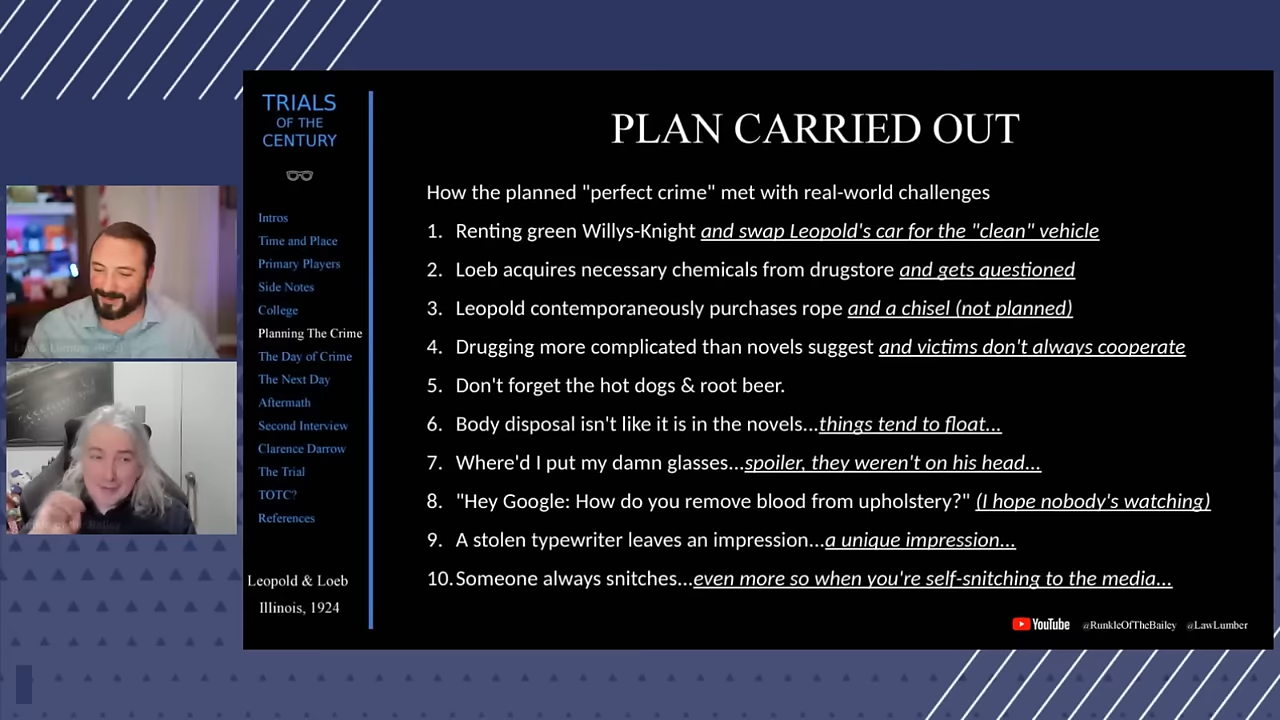 TRIALS
OF THE
CENTURY
Intros
Time and Place
Primary Players
Side Notes
College
Planning The Crime
The Day of Crime
The Next Day
Aftermath
Second Interview
Clarence Darrow
The Trial
TOTC?
References
Leopold & Loeb
Illinois, 1924
PLAN CARRIED OUT
How the planned "perfect crime" met with real-world challenges
1. Renting green Willys-Knight and swap Leopold's car for the "clean" vehicle
2. Loeb acquires necessary chemicals from drugstore and gets questioned
3. Leopold contemporaneously purchases rope and a chisel (not planned)
4. Drugging more complicated than novels suggest and victims don't always cooperate
5. Don't forget the hot dogs & root beer.
6. Body disposal isn't like it is in the novels...things tend to float...
7. Where'd I put my damn glasses...spoiler, they weren't on his head...
8. "Hey Google: How do you remove blood from upholstery?" (I hope nobody's watching)
9. A stolen typewriter leaves an impression...a unique impression...
10. Someone always snitches...even more so when you're self-snitching to the media...
YouTube @RunkleOfTheBailey @LawLumber